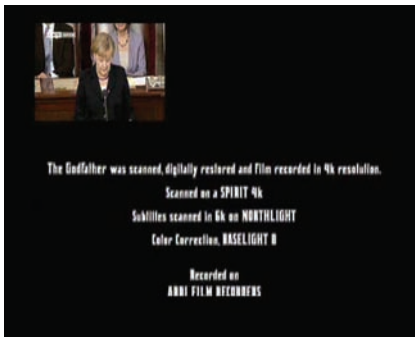 The Godfather was scanned, digitally restored and film recorded in 4k resolution.
Scanned on a SPIRIT 4k
Subtitles scanned in 6k on NORTHLIGHT
Color Correction, BASELIGHT 8
Recorded on
ARRI FILM RECORDERS